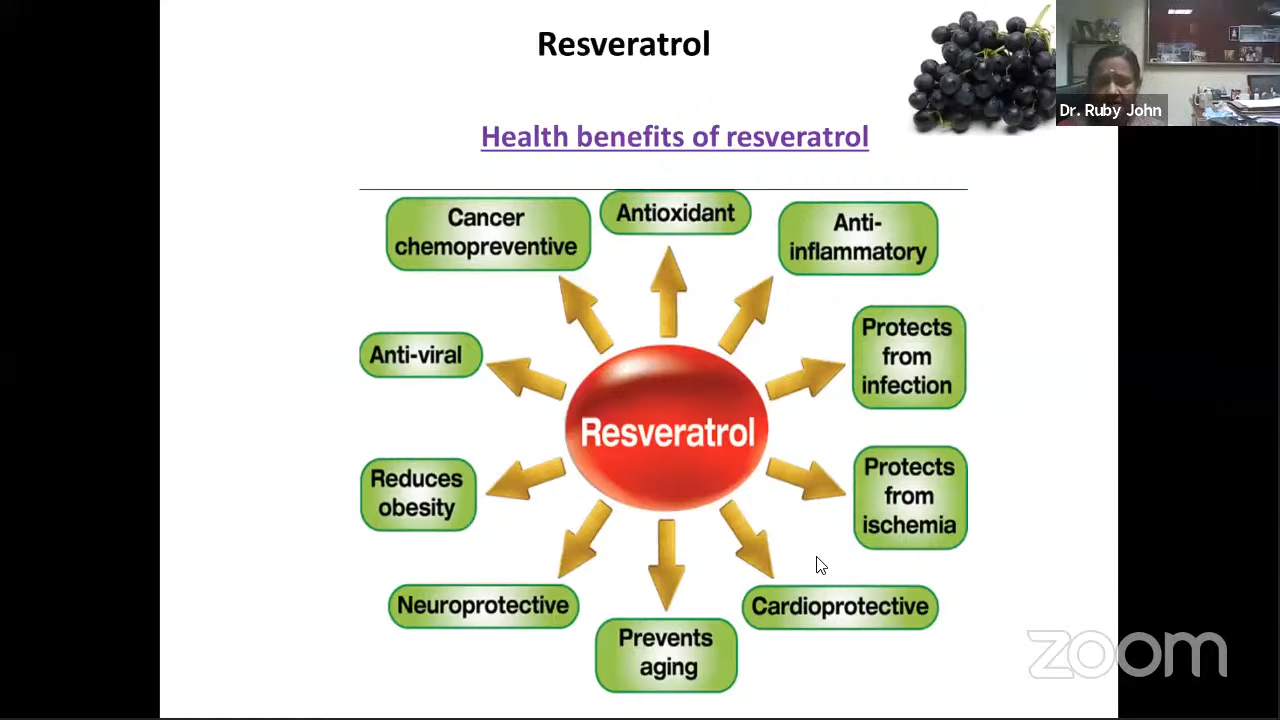 Resveratrol
Dr. Ruby John
Health benefits of resveratrol
Cancer
chemopreventive
Antioxidant
Anti-
inflammatory
Anti-viral
Protects
from
infection
Resveratrol
Reduces
obesity
Protects
from
ischemia
Neuroprotective
Prevents
aging
Cardioprotective
zoom